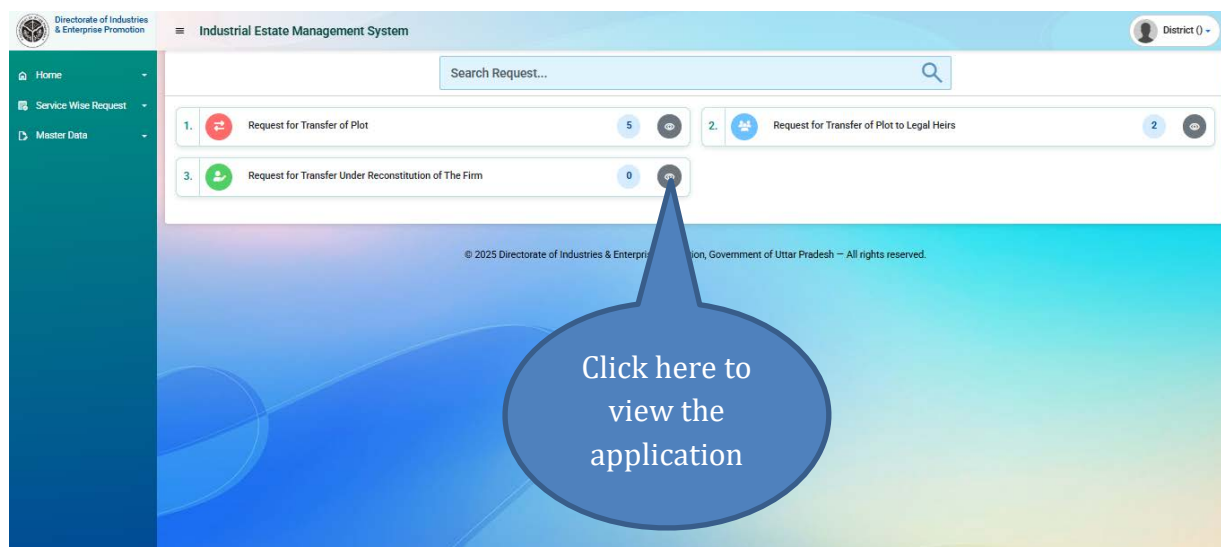 Directorate of Industries
& Enterprise Promotion
Industrial Estate Management System
District ()
Home
Service Wise Request
Master Data
Search Request...
1. Request for Transfer of Plot 5
2. Request for Transfer of Plot to Legal Heirs 2
3. Request for Transfer Under Reconstitution of The Firm 0
© 2025 Directorate of Industries & Enterpri ion, Government of Uttar Pradesh — All rights reserved.
Click here to
view the
application